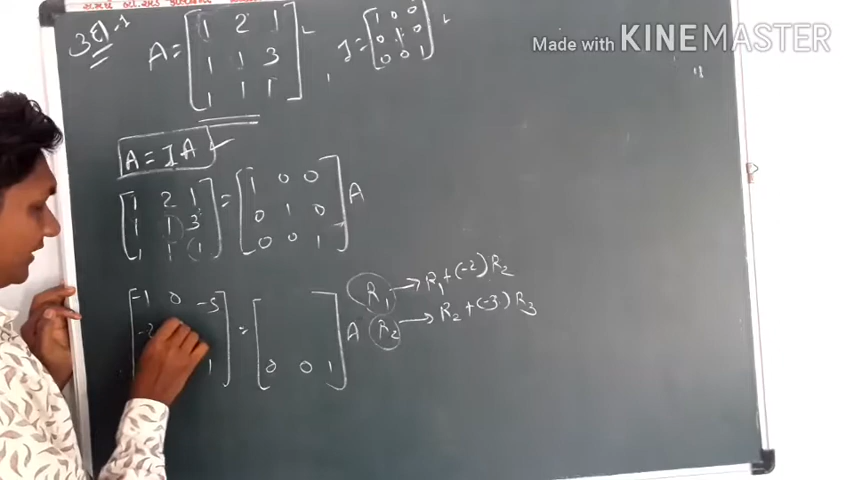 A = [1 2 1
1 1 3
1 1 1] , I = [1 0 0
0 1 0
0 0 1]
Made with KINEMASTER
A = IA
[1 2 1
1 1 3
1 1 1] = [1 0 0
0 1 0
0 0 1] A
[-1 0 -5
-2
1] = [
0 0 1] A
R₁ → R₁ + (-2) R₂
R₂ → R₂ + (-3) R₃